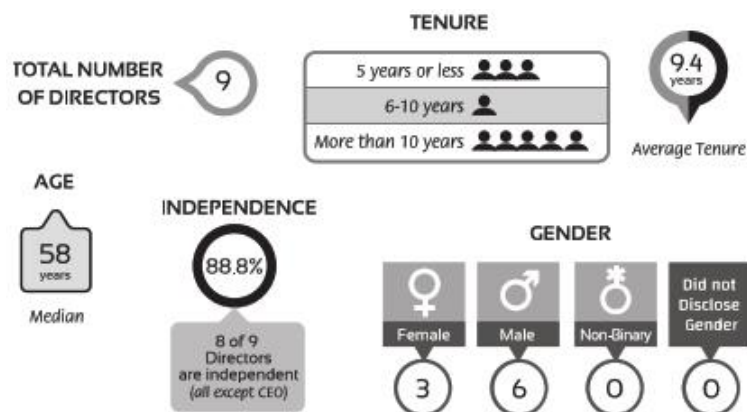 TENURE
TOTAL NUMBER
OF DIRECTORS
9
5 years or less
6-10 years
More than 10 years
9.4
years
Average Tenure
AGE
58
years
Median
INDEPENDENCE
88.8%
8 of 9
Directors
are independent
(all except CEO)
GENDER
Female
3
Male
6
Non-Binary
0
Did not
Disclose
Gender
0